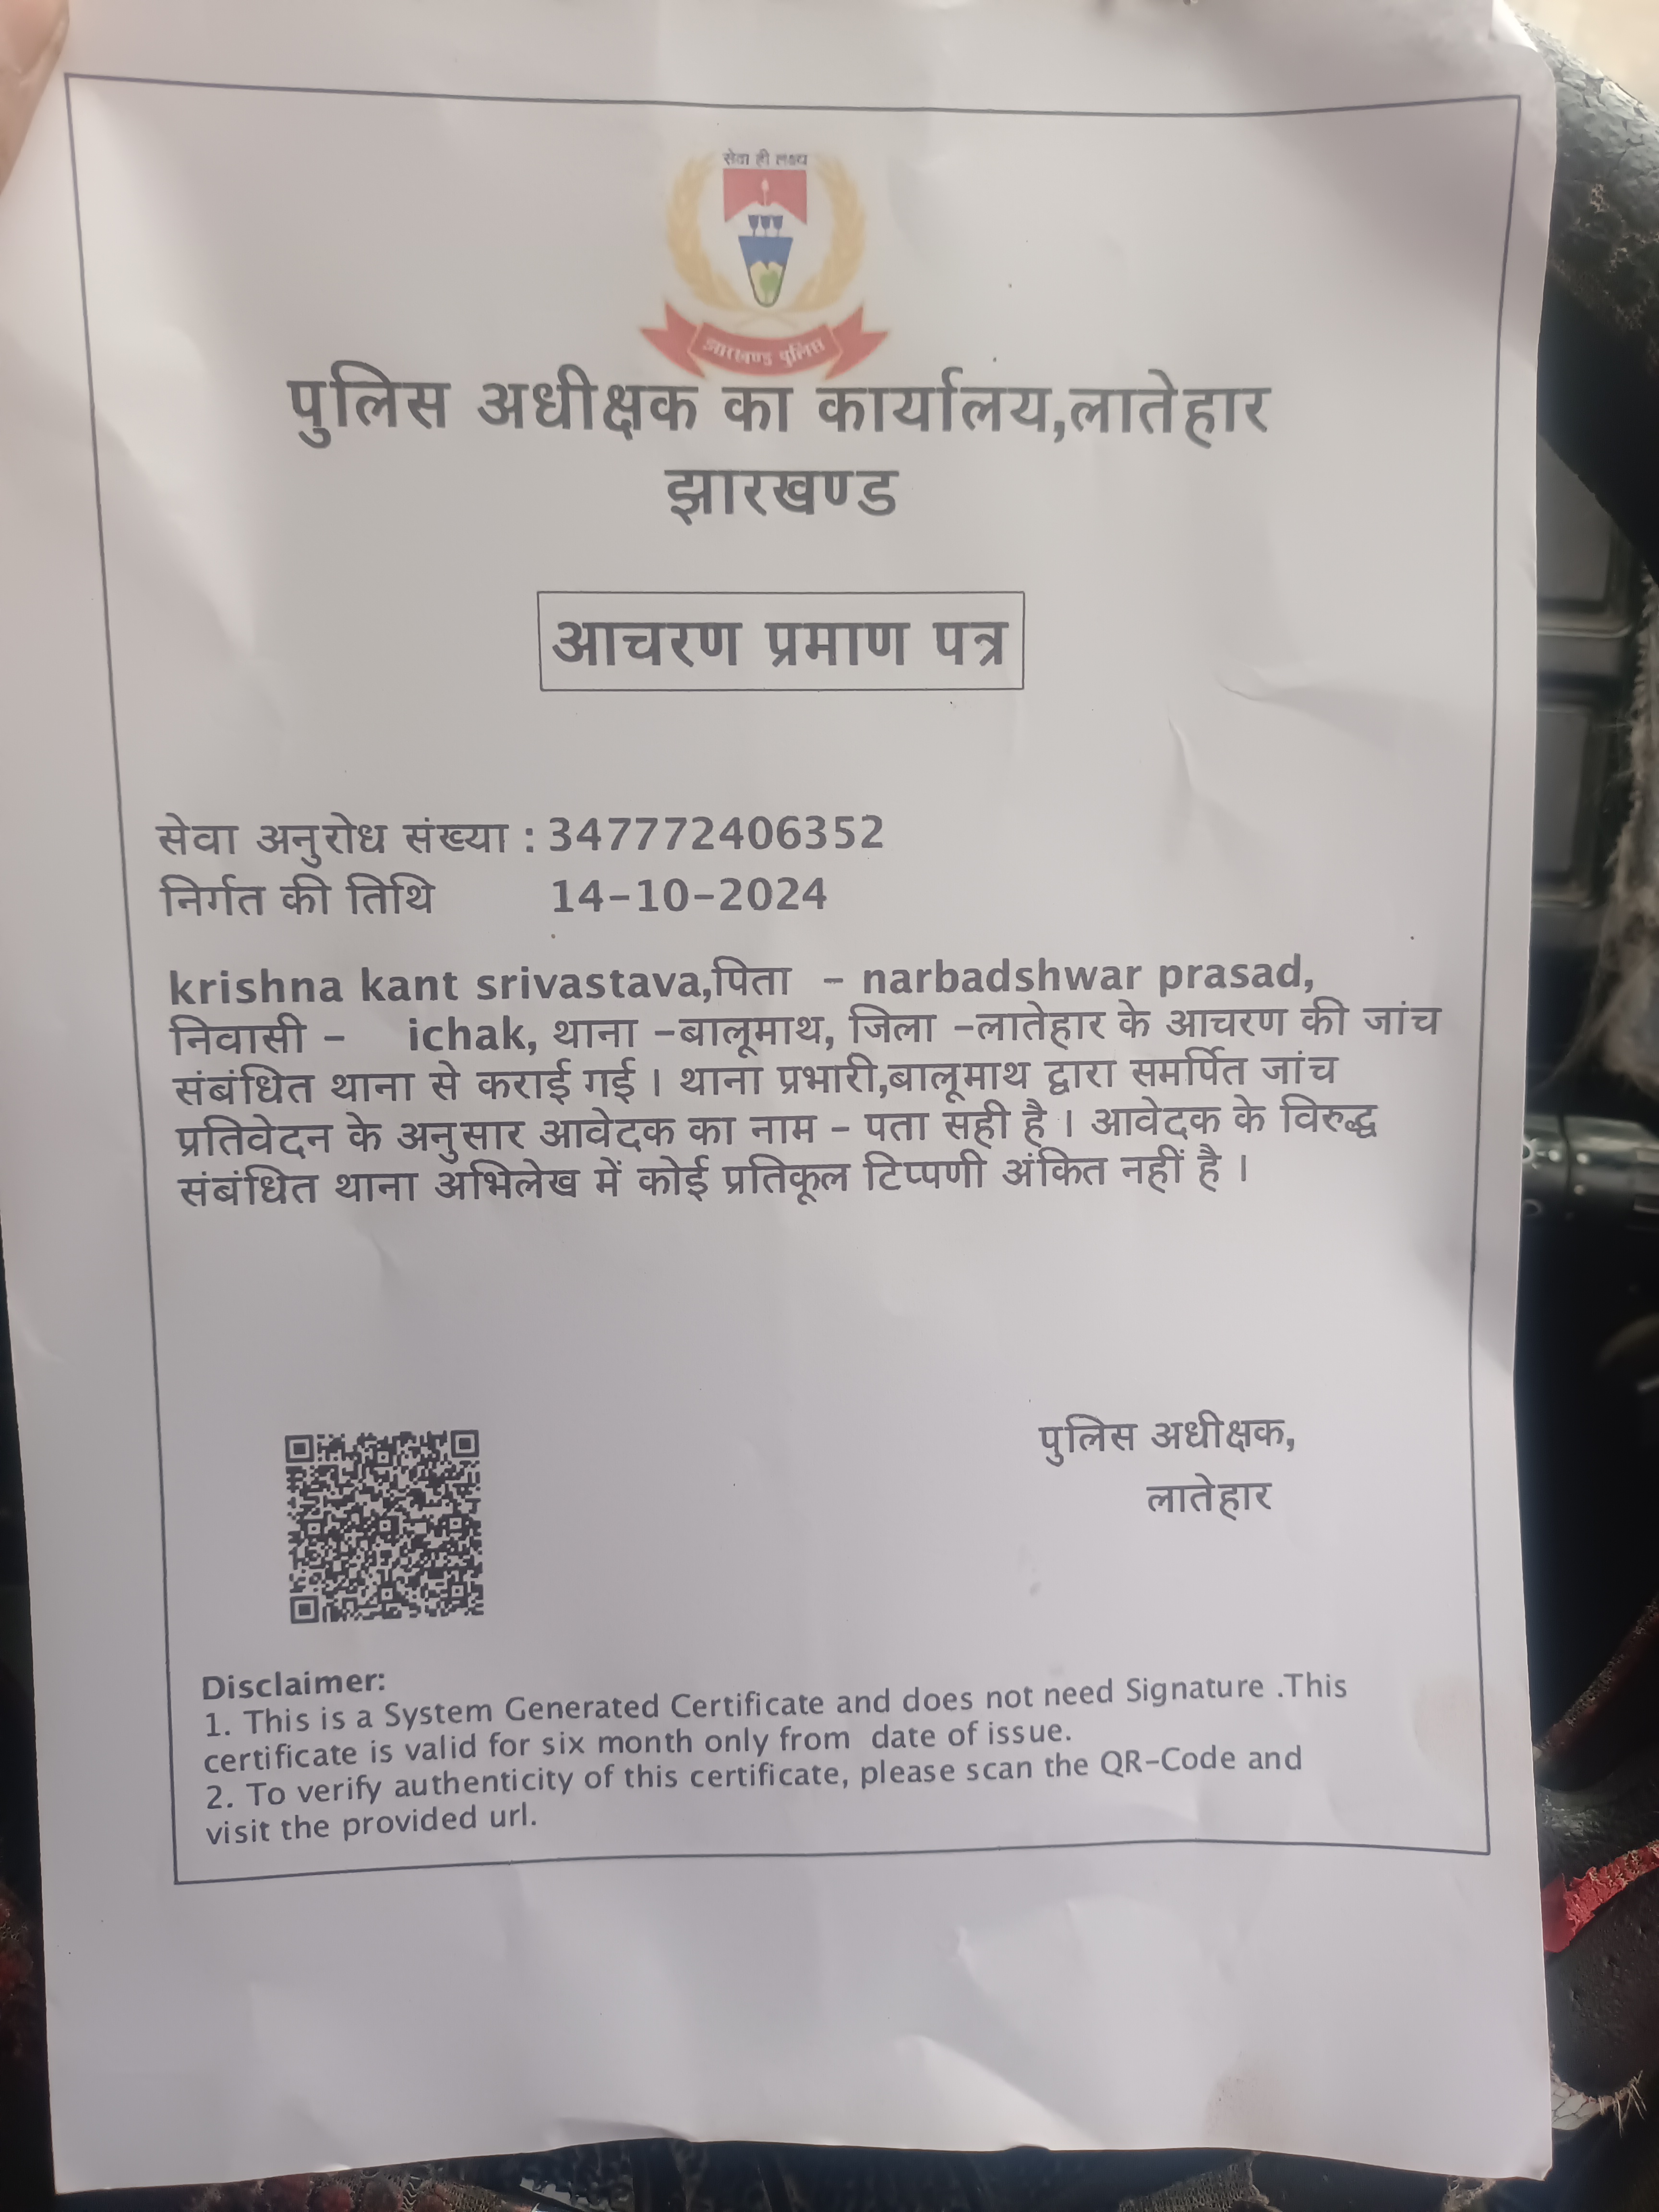 सेवा ही लक्ष्य
झारखण्ड पुलिस
पुलिस अधीक्षक का कार्यालय,लातेहार
झारखण्ड
आचरण प्रमाण पत्र
सेवा अनुरोध संख्या : 347772406352
निर्गत की तिथि 14-10-2024
krishna kant srivastava,पिता - narbadshwar prasad,
निवासी - ichak, थाना -बालूमाथ, जिला -लातेहार के आचरण की जांच
संबंधित थाना से कराई गई । थाना प्रभारी,बालूमाथ द्वारा समर्पित जांच
प्रतिवेदन के अनुसार आवेदक का नाम - पता सही है । आवेदक के विरुद्ध
संबंधित थाना अभिलेख में कोई प्रतिकूल टिप्पणी अंकित नहीं है ।
पुलिस अधीक्षक,
लातेहार
Disclaimer:
1. This is a System Generated Certificate and does not need Signature .This
certificate is valid for six month only from date of issue.
2. To verify authenticity of this certificate, please scan the QR-Code and
visit the provided url.